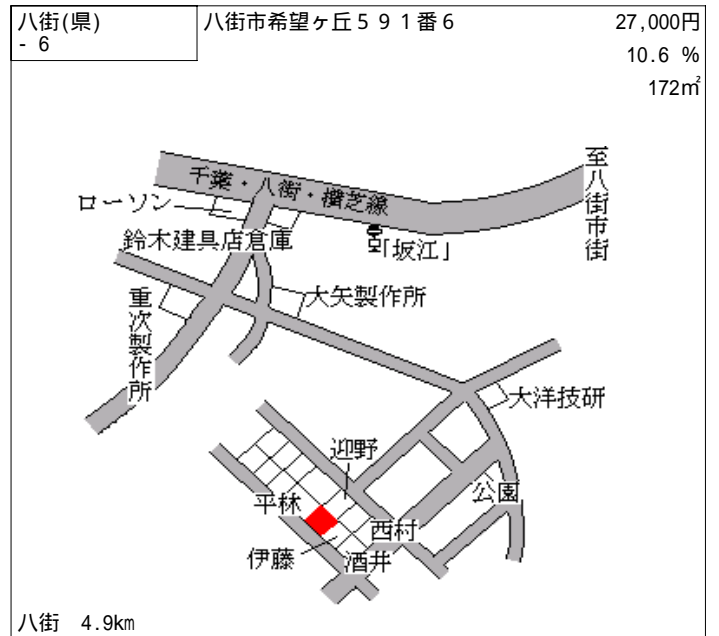 八街(県)
- 6
八街市希望ヶ丘５９１番６
27,000円
10.6 %
172㎡
千葉・八街・横芝線
至八街市街
ローソン
鈴木建具店倉庫
「坂江」
大矢製作所
重次製作所
大洋技研
迎野
公園
平林
西村
伊藤
酒井
八街 4.9km